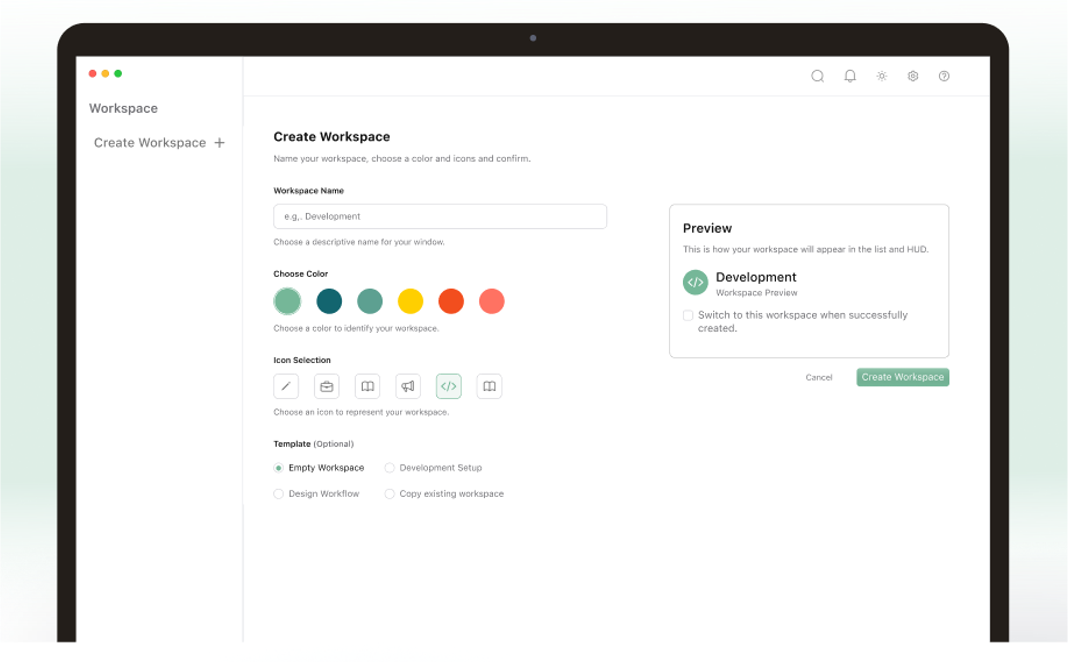 Workspace
Create Workspace +
Create Workspace
Name your workspace, choose a color and icons and confirm.
Workspace Name
e.g,. Development
Choose a descriptive name for your window.
Choose Color
Choose a color to identify your workspace.
Icon Selection
</>
Choose an icon to represent your workspace.
Template (Optional)
Empty Workspace
Development Setup
Design Workflow
Copy existing workspace
Preview
This is how your workspace will appear in the list and HUD.
</>
Development
Workspace Preview
Switch to this workspace when successfully
created.
Cancel
Create Workspace